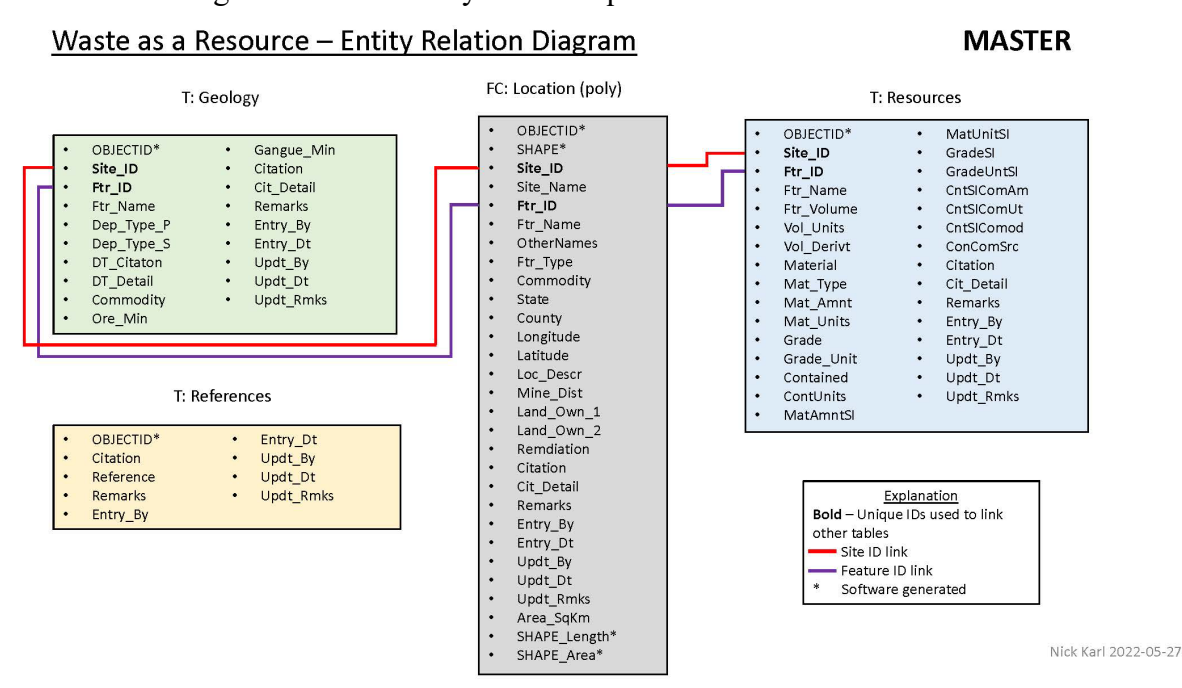 Waste as a Resource – Entity Relation Diagram
MASTER
T: Geology
• OBJECTID*
• Site_ID
• Ftr_ID
• Ftr_Name
• Dep_Type_P
• Dep_Type_S
• DT_Citaton
• DT_Detail
• Commodity
• Ore_Min
• Gangue_Min
• Citation
• Cit_Detail
• Remarks
• Entry_By
• Entry_Dt
• Updt_By
• Updt_Dt
• Updt_Rmks
T: References
• OBJECTID*
• Citation
• Reference
• Remarks
• Entry_By
• Entry_Dt
• Updt_By
• Updt_Dt
• Updt_Rmks
FC: Location (poly)
• OBJECTID*
• SHAPE*
• Site_ID
• Site_Name
• Ftr_ID
• Ftr_Name
• OtherNames
• Ftr_Type
• Commodity
• State
• County
• Longitude
• Latitude
• Loc_Descr
• Mine_Dist
• Land_Own_1
• Land_Own_2
• Remdiation
• Citation
• Cit_Detail
• Remarks
• Entry_By
• Entry_Dt
• Updt_By
• Updt_Dt
• Updt_Rmks
• Area_SqKm
• SHAPE_Length*
• SHAPE_Area*
T: Resources
• OBJECTID*
• Site_ID
• Ftr_ID
• Ftr_Name
• Ftr_Volume
• Vol_Units
• Vol_Derivt
• Material
• Mat_Type
• Mat_Amnt
• Mat_Units
• Grade
• Grade_Unit
• Contained
• ContUnits
• MatAmntSI
• MatUnitSI
• GradeSI
• GradeUntSI
• CntSIComAm
• CntSIComUt
• CntSIComod
• ConComSrc
• Citation
• Cit_Detail
• Remarks
• Entry_By
• Entry_Dt
• Updt_By
• Updt_Dt
• Updt_Rmks
Explanation
Bold – Unique IDs used to link
other tables
Site ID link
Feature ID link
* Software generated
Nick Karl 2022-05-27